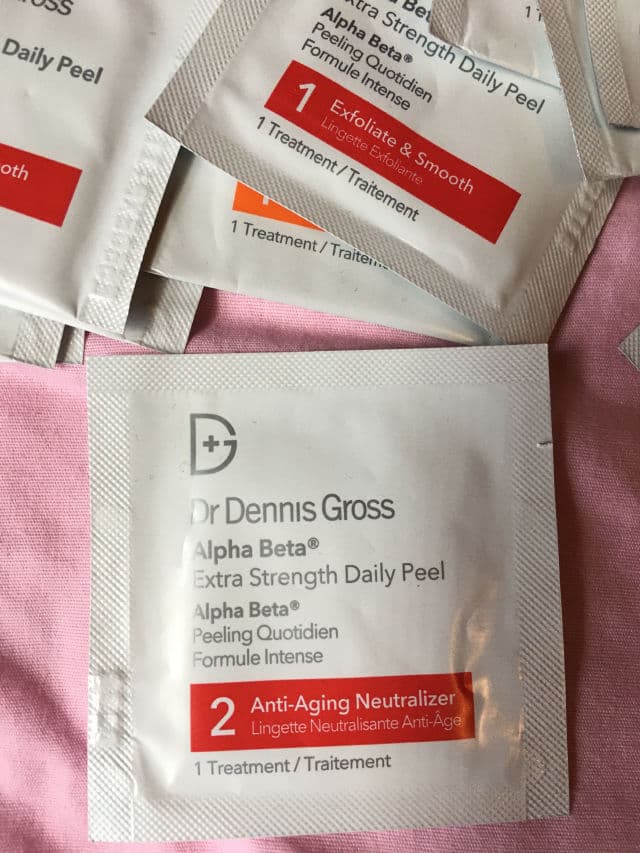 Daily Peel
oth
Extra Strength Daily Peel
Alpha Beta®
Peeling Quotidien
Formule Intense
1 Exfoliate & Smooth
Lingette Exfoliante
1 Treatment / Traitement
1 Treatment /
Dr Dennis Gross
Alpha Beta®
Extra Strength Daily Peel
Alpha Beta®
Peeling Quotidien
Formule Intense
2 Anti-Aging Neutralizer
Lingette Neutralisante Anti-Âge
1 Treatment / Traitement